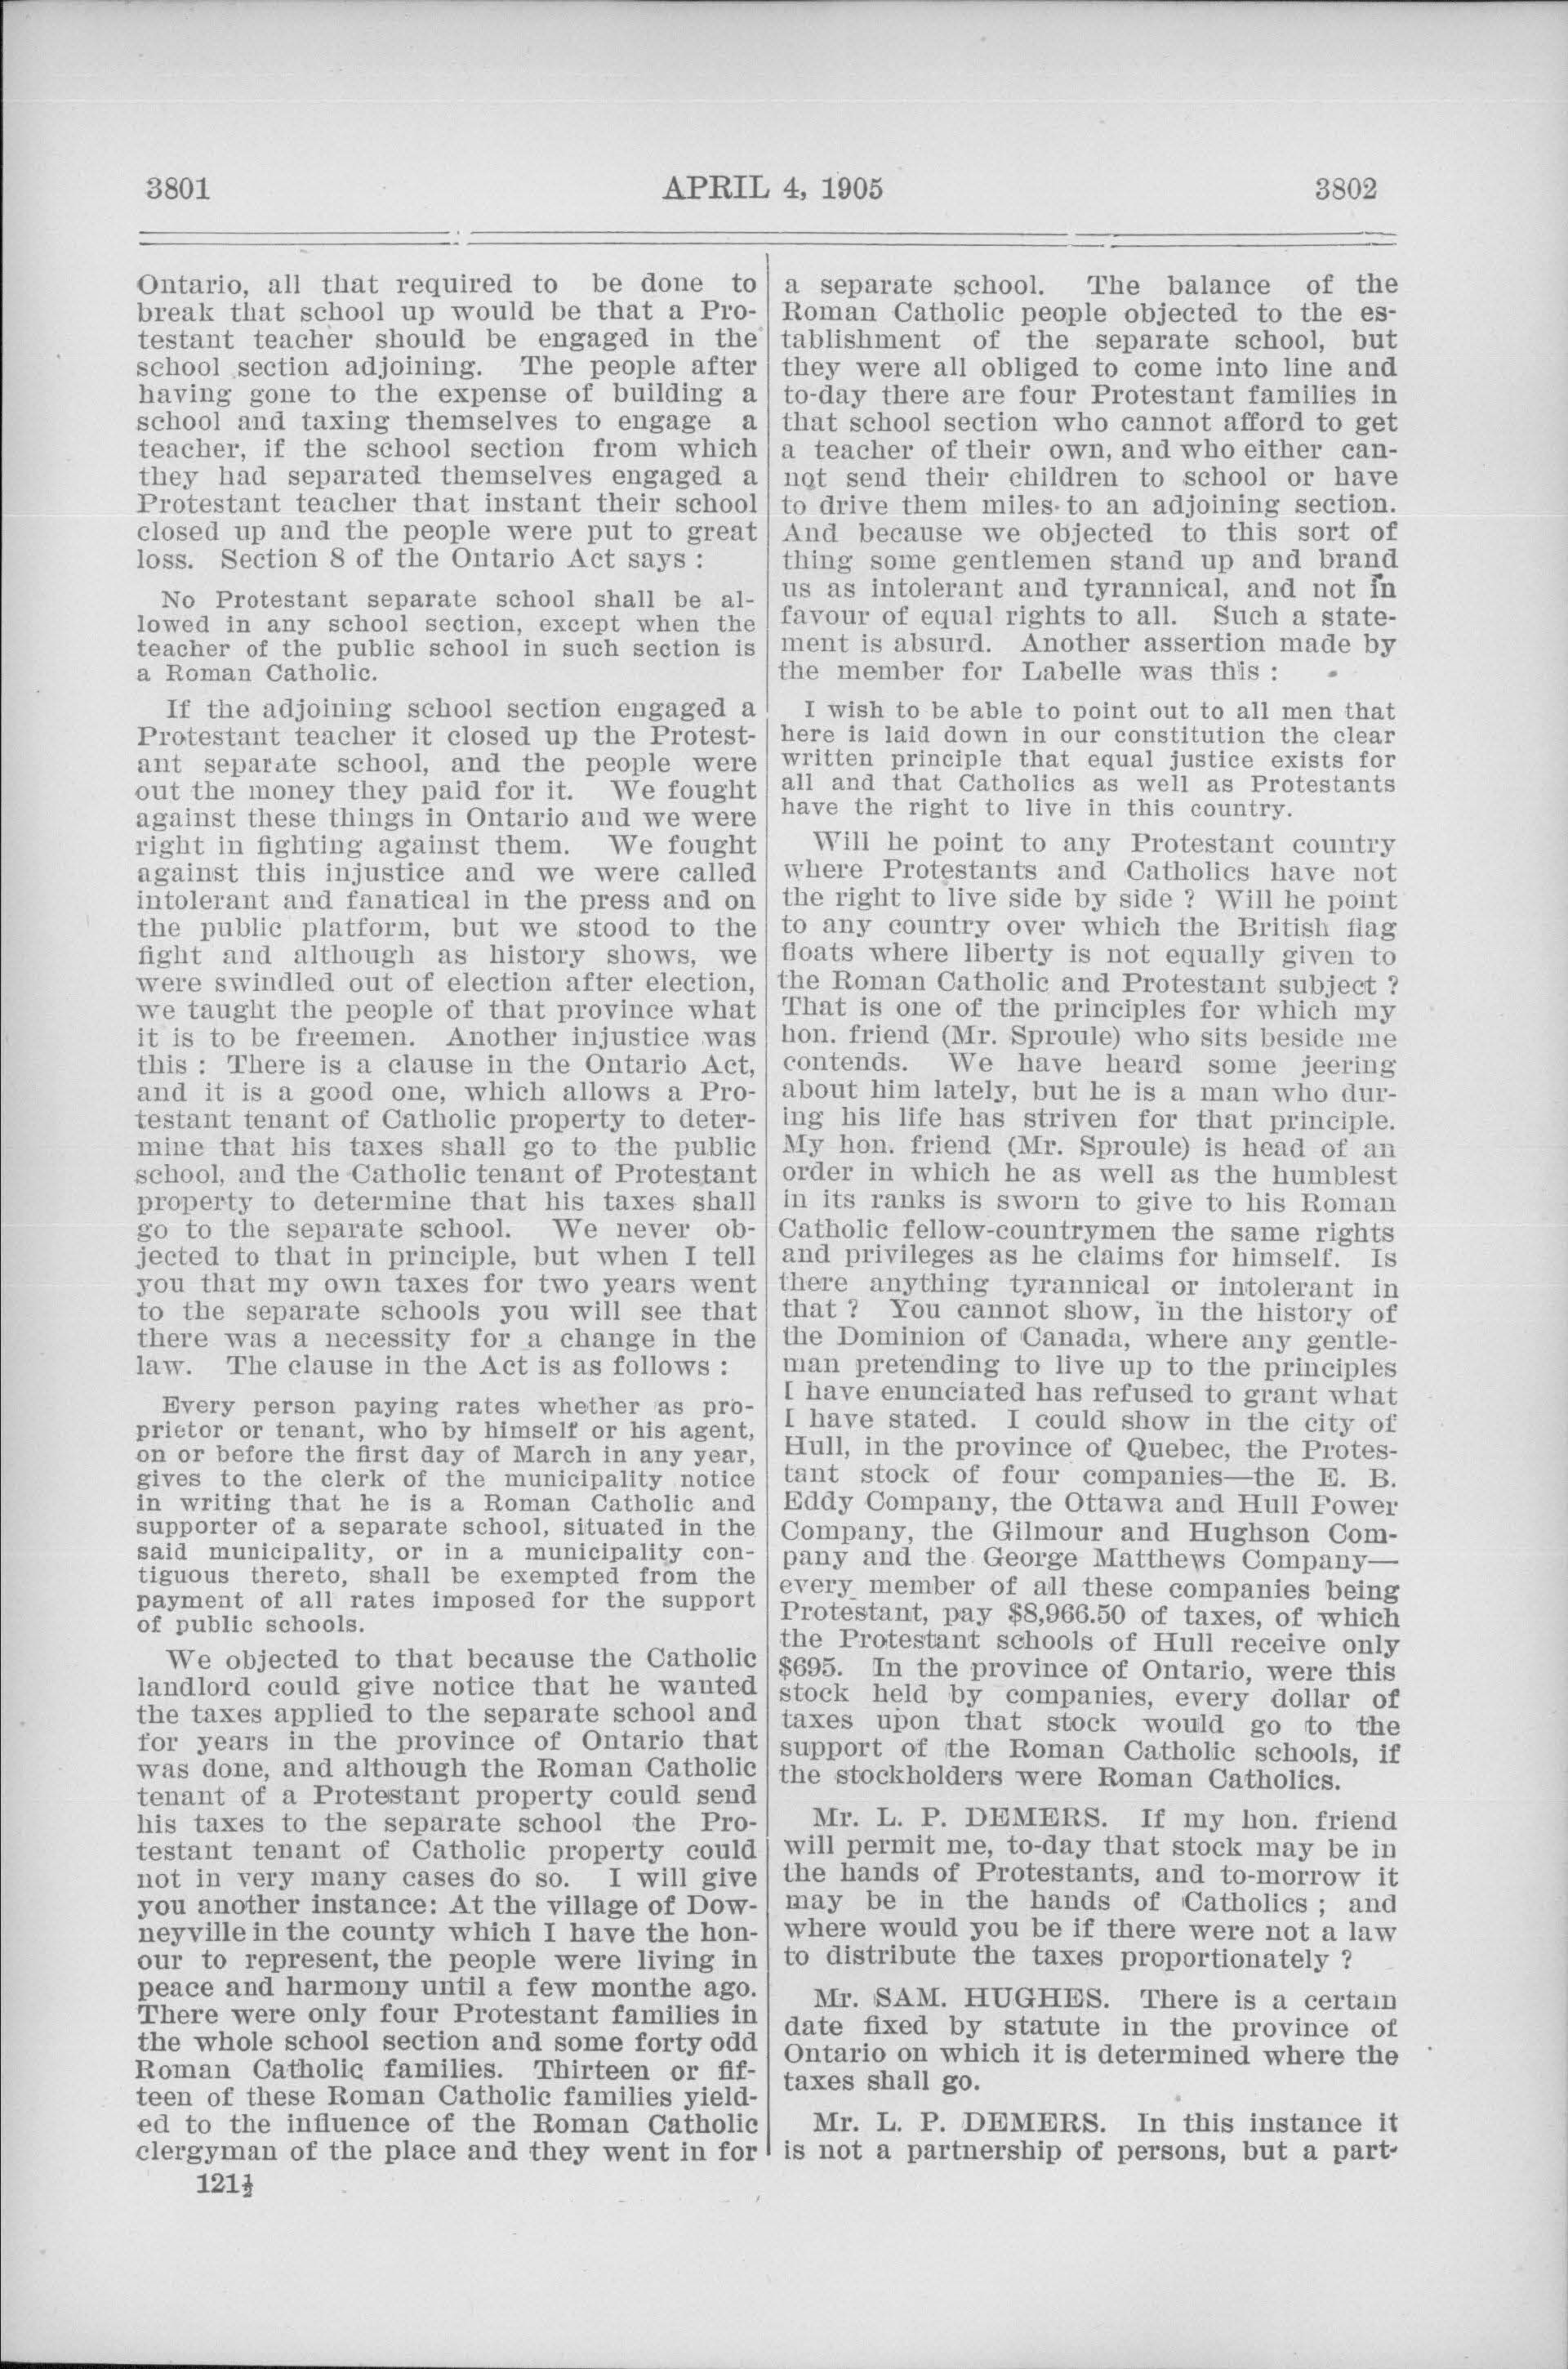 3801
APRIL 4, 1905
3802
Ontario, all that required to be done to
break that school up would be that a Pro-
testant teacher should be engaged in the
school section adjoining. The people after
having gone to the expense of building a
school and taxing themselves to engage a
teacher, if the school section from which
they had separated themselves engaged a
Protestant teacher that instant their school
closed up and the people were put to great
loss. Section 8 of the Ontario Act says :
No Protestant separate school shall be al-
lowed in any school section, except when the
teacher of the public school in such section is
a Roman Catholic.
If the adjoining school section engaged a
Protestant teacher it closed up the Protest-
ant separate school, and the people were
out the money they paid for it. We fought
against these things in Ontario and we were
right in fighting against them. We fought
against this injustice and we were called
intolerant and fanatical in the press and on
the public platform, but we stood to the
fight and although as history shows, we
were swindled out of election after election,
we taught the people of that province what
it is to be freemen. Another injustice was
this : There is a clause in the Ontario Act,
and it is a good one, which allows a Pro-
testant tenant of Catholic property to deter-
mine that his taxes shall go to the public
school, and the Catholic tenant of Protestant
property to determine that his taxes shall
go to the separate school. We never ob-
jected to that in principle, but when I tell
you that my own taxes for two years went
to the separate schools you will see that
there was a necessity for a change in the
law. The clause in the Act is as follows :
Every person paying rates whether as pro-
prietor or tenant, who by himself or his agent,
on or before the first day of March in any year,
gives to the clerk of the municipality notice
in writing that he is a Roman Catholic and
supporter of a separate school, situated in the
said municipality, or in a municipality con-
tiguous thereto, shall be exempted from the
payment of all rates imposed for the support
of public schools.
We objected to that because the Catholic
landlord could give notice that he wanted
the taxes applied to the separate school and
for years in the province of Ontario that
was done, and although the Roman Catholic
tenant of a Protestant property could send
his taxes to the separate school the Pro-
testant tenant of Catholic property could
not in very many cases do so. I will give
you another instance: At the village of Dow-
neyville in the county which I have the hon-
our to represent, the people were living in
peace and harmony until a few monthe ago.
There were only four Protestant families in
the whole school section and some forty odd
Roman Catholic families. Thirteen or fif-
teen of these Roman Catholic families yield-
ed to the influence of the Roman Catholic
clergyman of the place and they went in for
121½
a separate school. The balance of the
Roman Catholic people objected to the es-
tablishment of the separate school, but
they were all obliged to come into line and
to-day there are four Protestant families in
that school section who cannot afford to get
a teacher of their own, and who either can-
not send their children to school or have
to drive them miles to an adjoining section.
And because we objected to this sort of
thing some gentlemen stand up and brand
us as intolerant and tyrannical, and not in
favour of equal rights to all. Such a state-
ment is absurd. Another assertion made by
the member for Labelle was this :
I wish to be able to point out to all men that
here is laid down in our constitution the clear
written principle that equal justice exists for
all and that Catholics as well as Protestants
have the right to live in this country.
Will he point to any Protestant country
where Protestants and Catholics have not
the right to live side by side ? Will he point
to any country over which the British flag
floats where liberty is not equally given to
the Roman Catholic and Protestant subject ?
That is one of the principles for which my
hon. friend (Mr. Sproule) who sits beside me
contends. We have heard some jeering
about him lately, but he is a man who dur-
ing his life has striven for that principle.
My hon. friend (Mr. Sproule) is head of an
order in which he as well as the humblest
in its ranks is sworn to give to his Roman
Catholic fellow-countrymen the same rights
and privileges as he claims for himself. Is
there anything tyrannical or intolerant in
that ? You cannot show, in the history of
the Dominion of Canada, where any gentle-
man pretending to live up to the principles
I have enunciated has refused to grant what
I have stated. I could show in the city of
Hull, in the province of Quebec, the Protes-
tant stock of four companies—the E. B.
Eddy Company, the Ottawa and Hull Power
Company, the Gilmour and Hughson Com-
pany and the George Matthews Company—
every member of all these companies being
Protestant, pay $8,966.50 of taxes, of which
the Protestant schools of Hull receive only
$695. In the province of Ontario, were this
stock held by companies, every dollar of
taxes upon that stock would go to the
support of the Roman Catholic schools, if
the stockholders were Roman Catholics.
Mr. L. P. DEMERS. If my hon. friend
will permit me, to-day that stock may be in
the hands of Protestants, and to-morrow it
may be in the hands of Catholics ; and
where would you be if there were not a law
to distribute the taxes proportionately ?
Mr. SAM. HUGHES. There is a certain
date fixed by statute in the province of
Ontario on which it is determined where the
taxes shall go.
Mr. L. P. DEMERS. In this instance it
is not a partnership of persons, but a part-